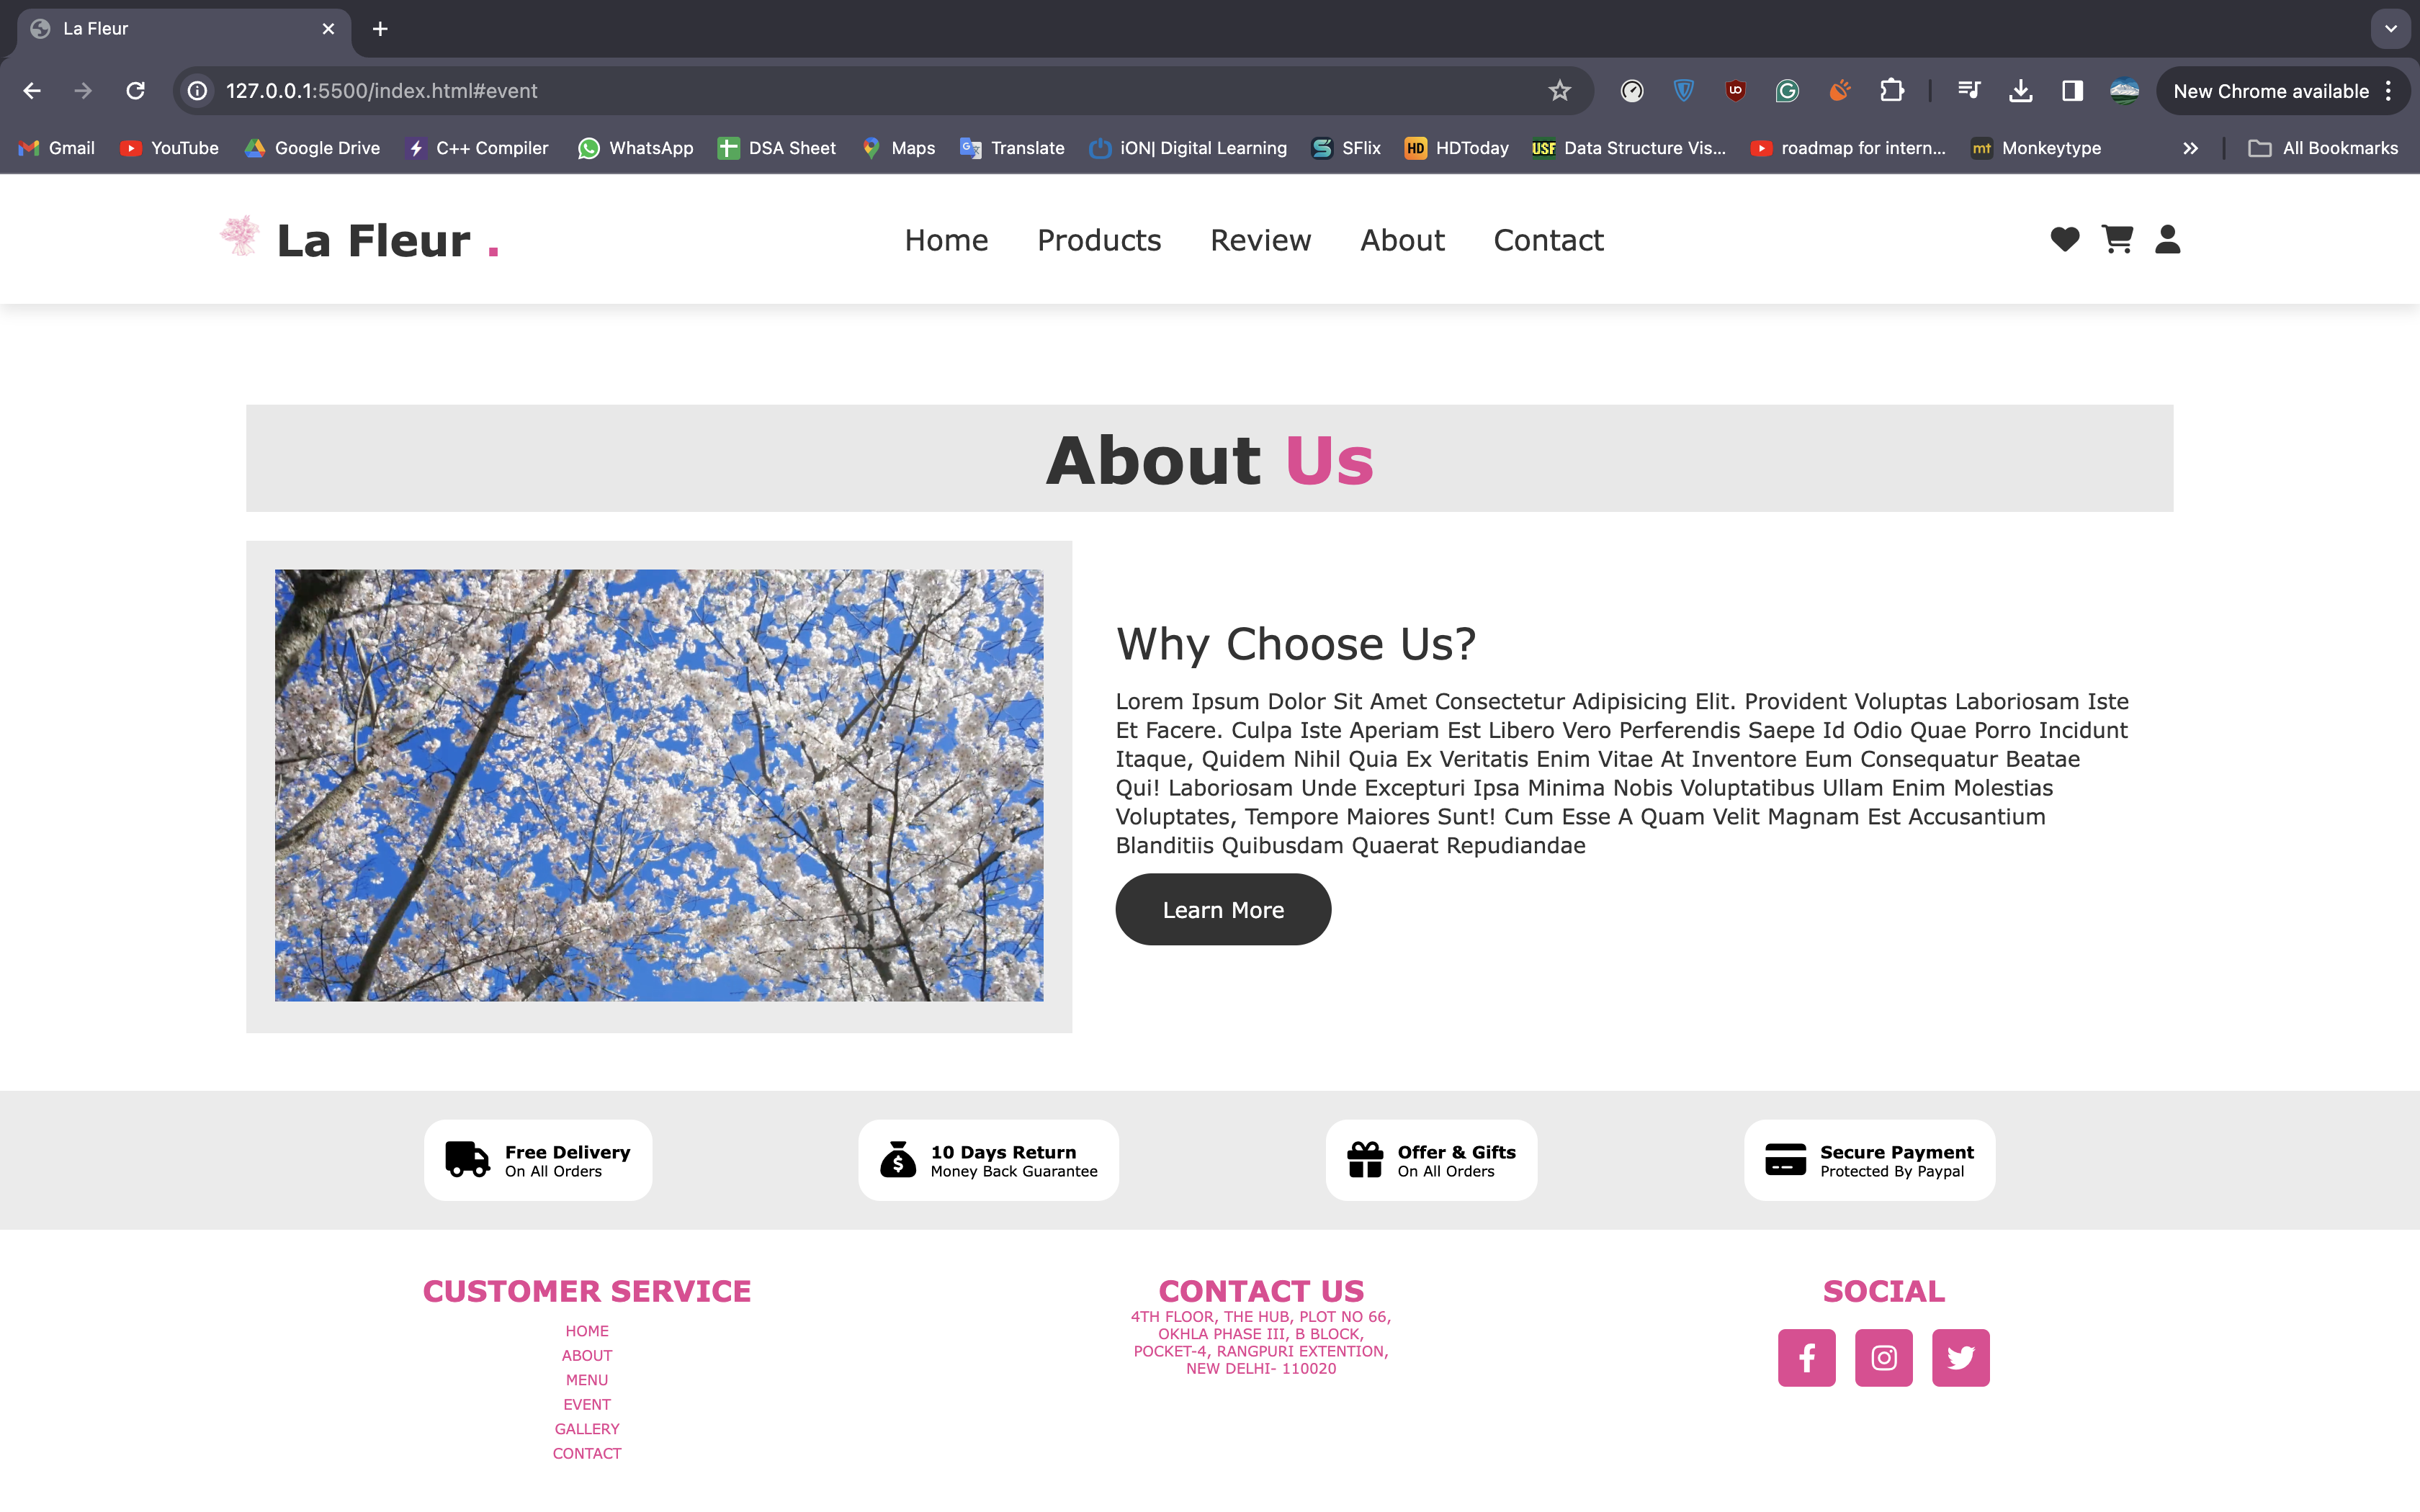 La Fleur
127.0.0.1:5500/index.html#event
New Chrome available
Gmail YouTube Google Drive C++ Compiler WhatsApp DSA Sheet Maps Translate iON| Digital Learning SFlix HD HDToday USF Data Structure Vis... roadmap for intern... mt Monkeytype All Bookmarks
La Fleur . Home Products Review About Contact
About Us
Why Choose Us?
Lorem Ipsum Dolor Sit Amet Consectetur Adipisicing Elit. Provident Voluptas Laboriosam Iste
Et Facere. Culpa Iste Aperiam Est Libero Vero Perferendis Saepe Id Odio Quae Porro Incidunt
Itaque, Quidem Nihil Quia Ex Veritatis Enim Vitae At Inventore Eum Consequatur Beatae
Qui! Laboriosam Unde Excepturi Ipsa Minima Nobis Voluptatibus Ullam Enim Molestias
Voluptates, Tempore Maiores Sunt! Cum Esse A Quam Velit Magnam Est Accusantium
Blanditiis Quibusdam Quaerat Repudiandae
Learn More
Free Delivery
On All Orders
10 Days Return
Money Back Guarantee
Offer & Gifts
On All Orders
Secure Payment
Protected By Paypal
CUSTOMER SERVICE
HOME
ABOUT
MENU
EVENT
GALLERY
CONTACT
CONTACT US
4TH FLOOR, THE HUB, PLOT NO 66,
OKHLA PHASE III, B BLOCK,
POCKET-4, RANGPURI EXTENTION,
NEW DELHI- 110020
SOCIAL